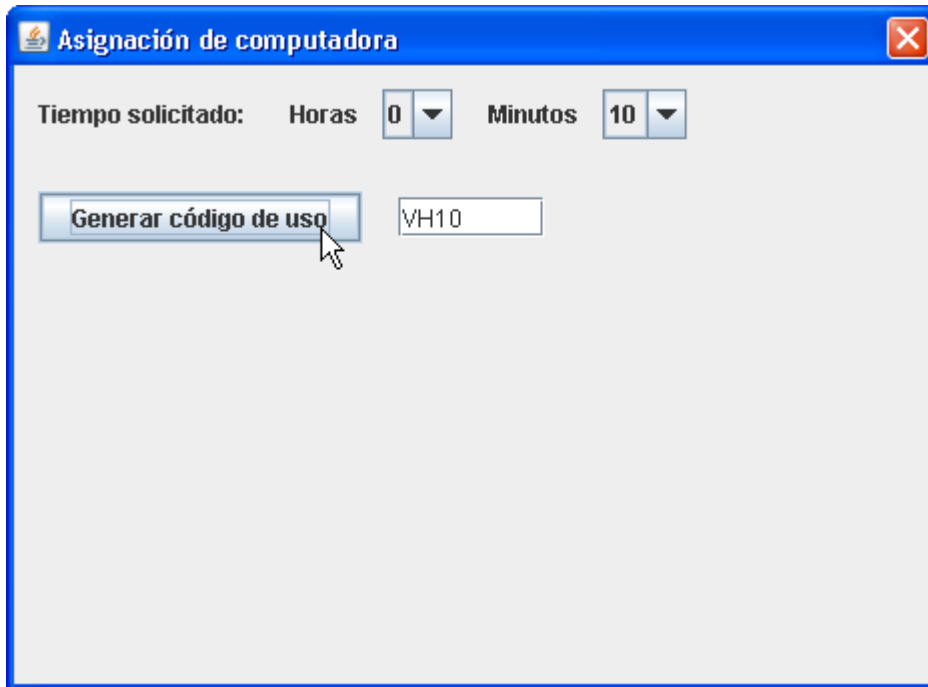 Asignación de computadora
Tiempo solicitado: Horas 0 Minutos 10
Generar código de uso VH10